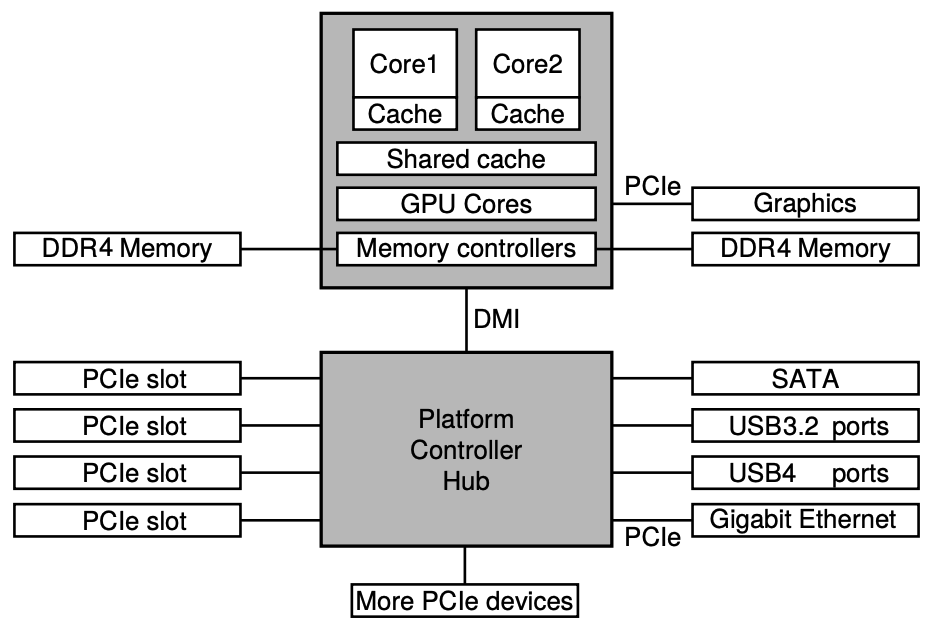 Core1
Core2
Cache
Cache
Shared cache
GPU Cores
PCIe
Graphics
DDR4 Memory
Memory controllers
DDR4 Memory
DMI
PCIe slot
SATA
Platform
Controller
Hub
PCIe slot
USB3.2 ports
PCIe slot
USB4 ports
PCIe slot
Gigabit Ethernet
PCIe
More PCIe devices